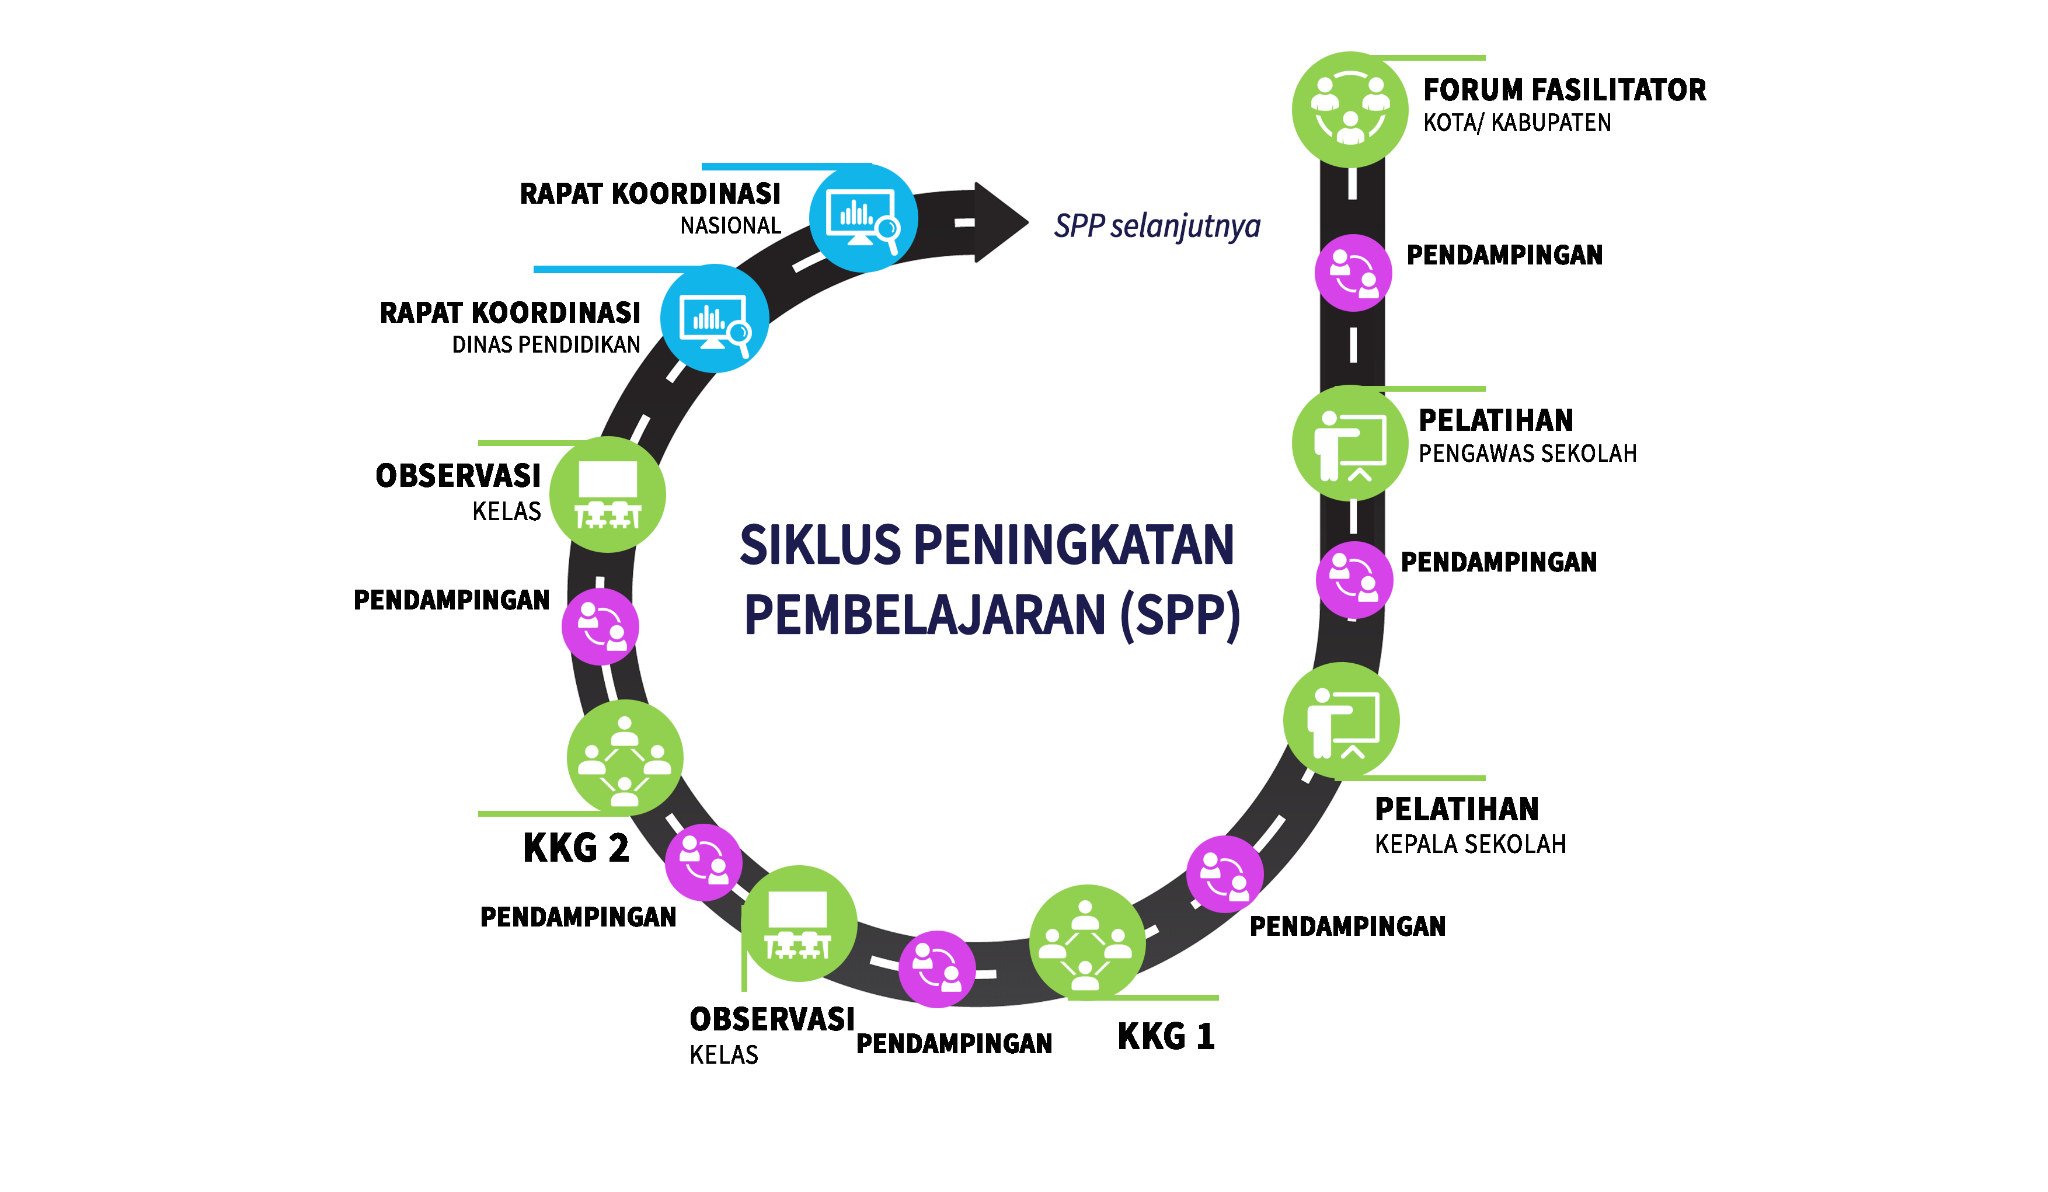 FORUM FASILITATOR
KOTA/ KABUPATEN
PENDAMPINGAN
PELATIHAN
PENGAWAS SEKOLAH
PENDAMPINGAN
PELATIHAN
KEPALA SEKOLAH
PENDAMPINGAN
KKG 1
PENDAMPINGAN
OBSERVASI
KELAS
PENDAMPINGAN
KKG 2
PENDAMPINGAN
OBSERVASI
KELAS
RAPAT KOORDINASI
DINAS PENDIDIKAN
RAPAT KOORDINASI
NASIONAL
SPP selanjutnya
SIKLUS PENINGKATAN
PEMBELAJARAN (SPP)